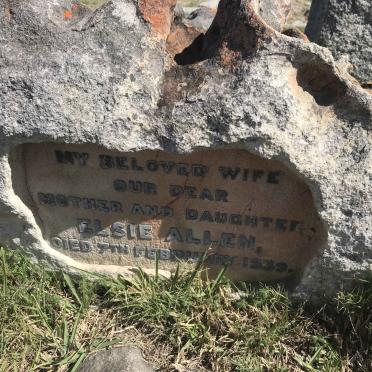 MY BELOVED WIFE
OUR DEAR
MOTHER AND DAUGHTER,
ELSIE ALLEN,
DIED 7TH FEBRUARY 1939.